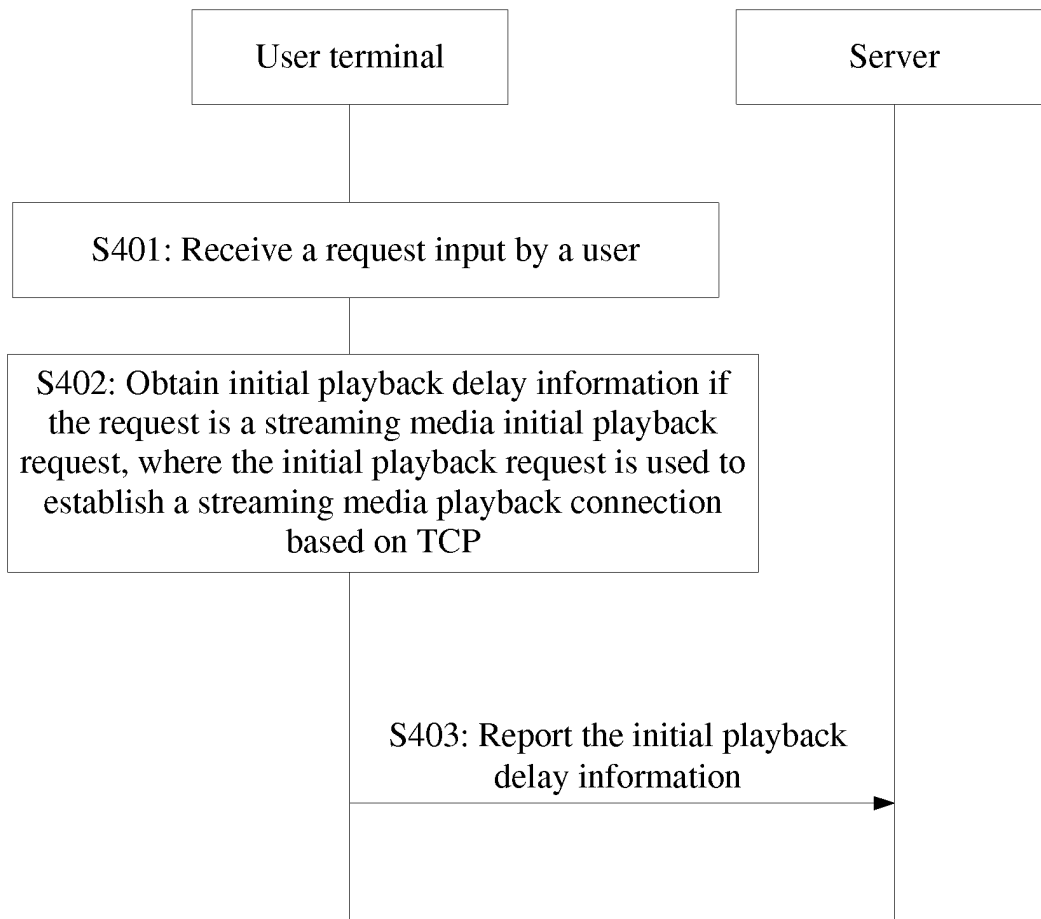 User terminal
Server
S401: Receive a request input by a user
S402: Obtain initial playback delay information if
the request is a streaming media initial playback
request, where the initial playback request is used to
establish a streaming media playback connection
based on TCP
S403: Report the initial playback
delay information